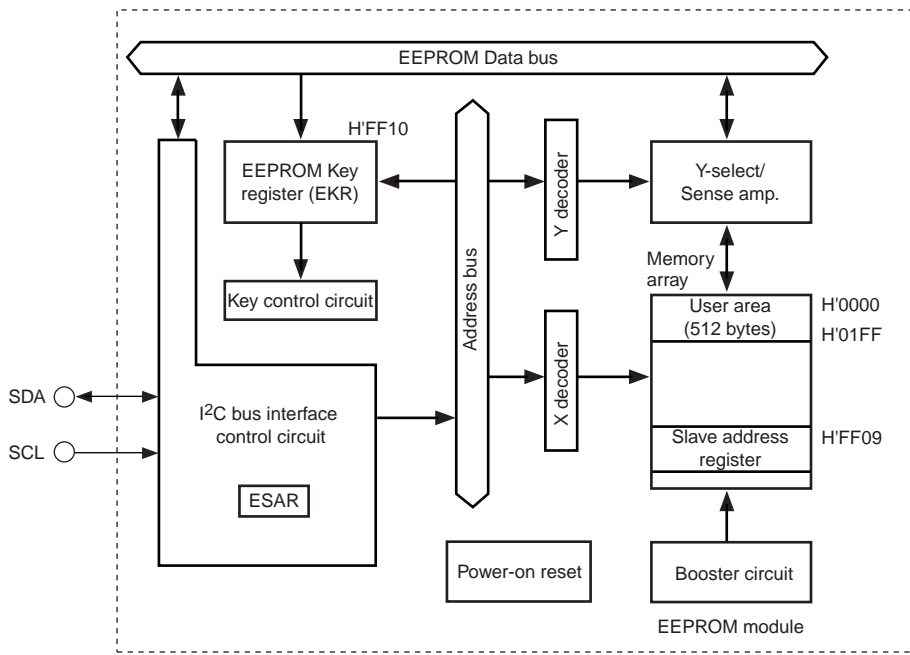 EEPROM Data bus
H'FF10
EEPROM Key
register (EKR)
Y decoder
Y-select/
Sense amp.
Key control circuit
Address bus
Memory
array
User area
(512 bytes)
H'0000
H'01FF
X decoder
SDA
SCL
I2C bus interface
control circuit
ESAR
Slave address
register
H'FF09
Power-on reset
Booster circuit
EEPROM module